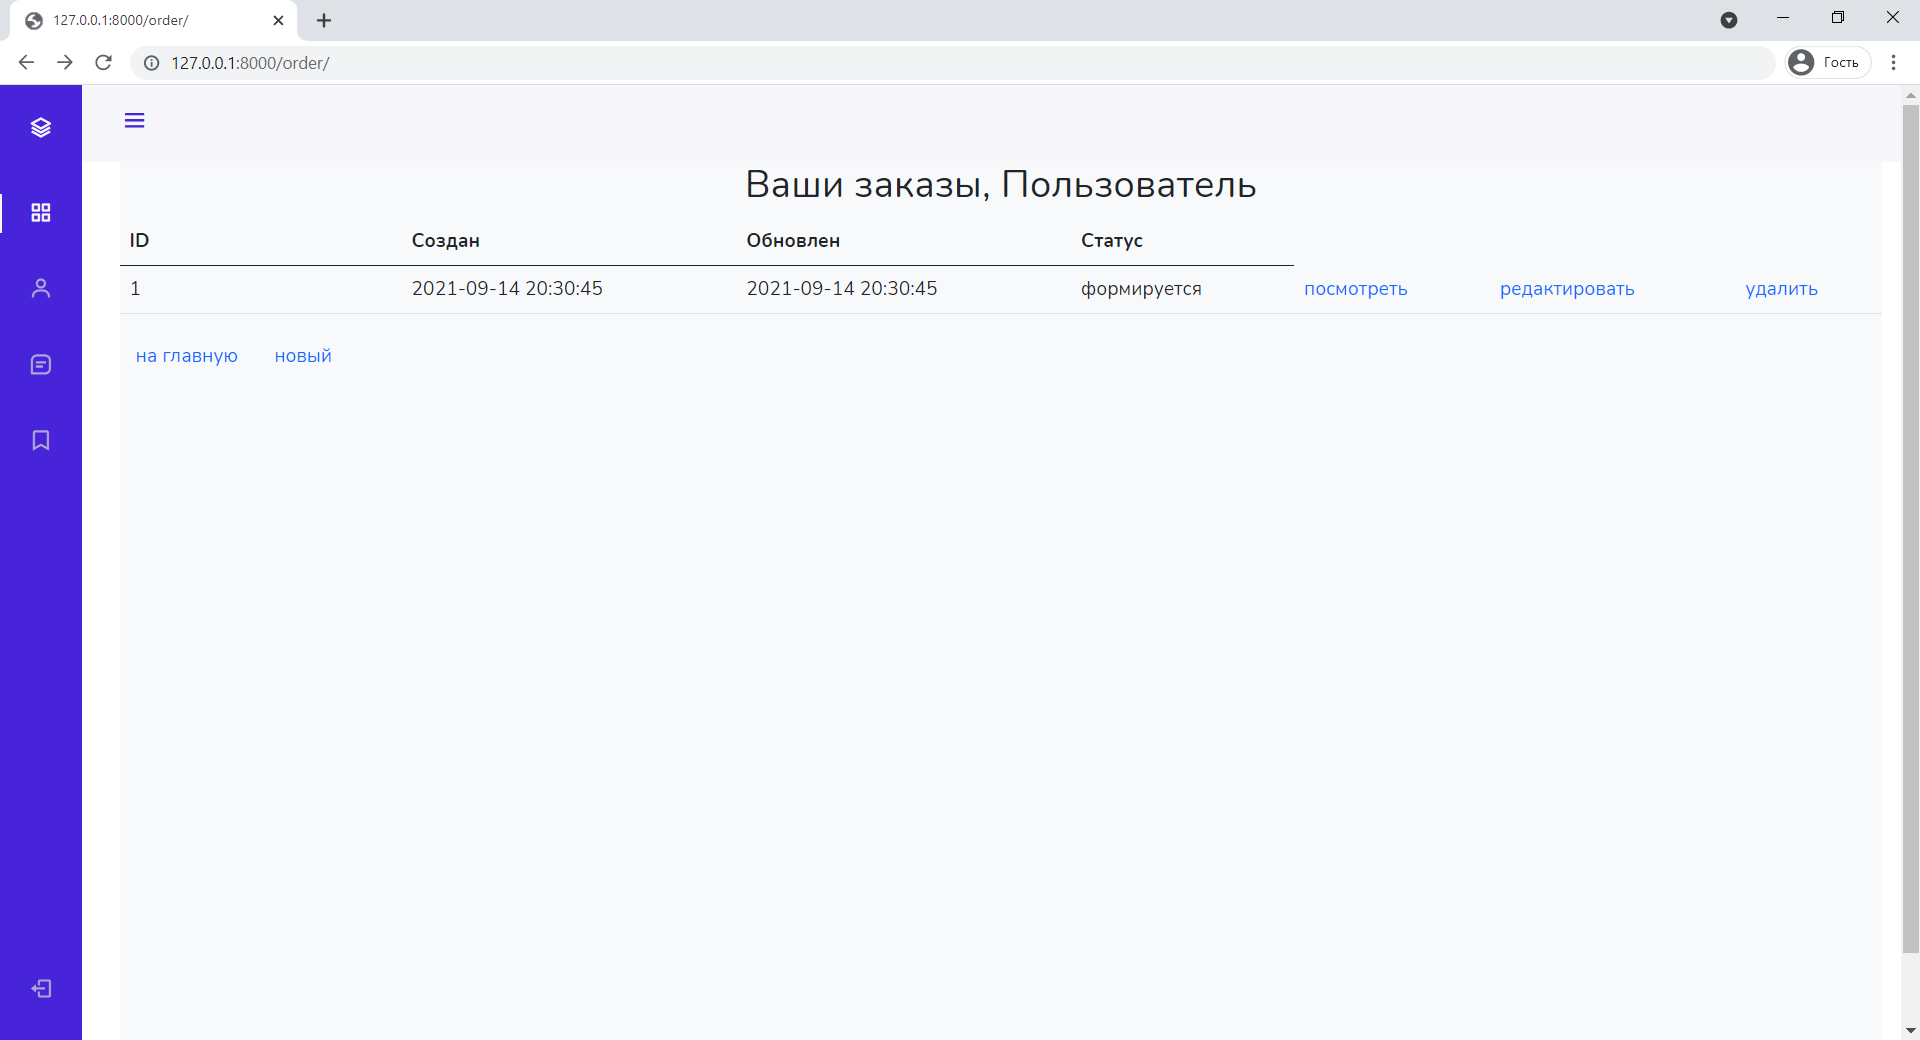 127.0.0.1:8000/order/
127.0.0.1:8000/order/
Гость
Ваши заказы, Пользователь
ID Создан Обновлен Статус
1 2021-09-14 20:30:45 2021-09-14 20:30:45 формируется посмотреть редактировать удалить
на главную новый